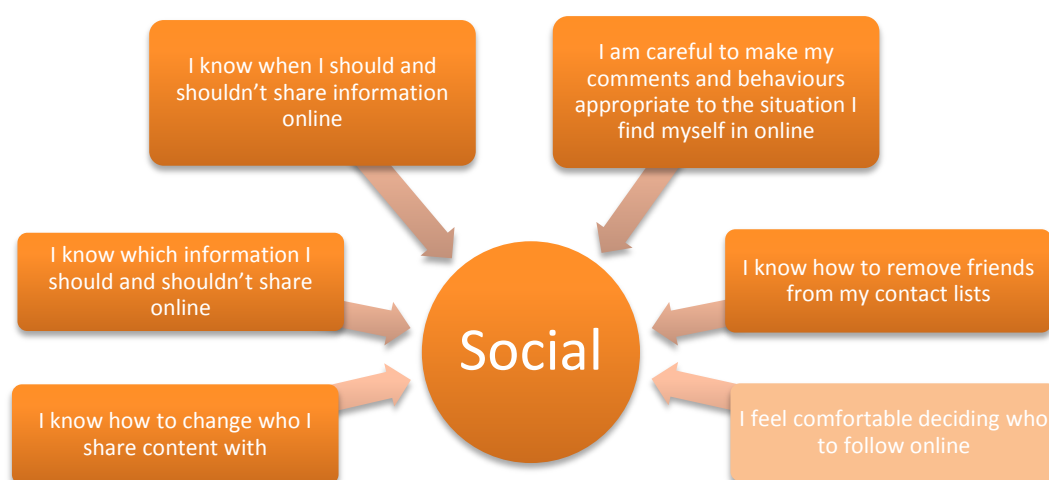 I know when I should and
shouldn’t share information
online
I am careful to make my
comments and behaviours
appropriate to the situation I
find myself in online
I know which information I
should and shouldn’t share
online
I know how to remove friends
from my contact lists
Social
I know how to change who I
share content with
I feel comfortable deciding who
to follow online